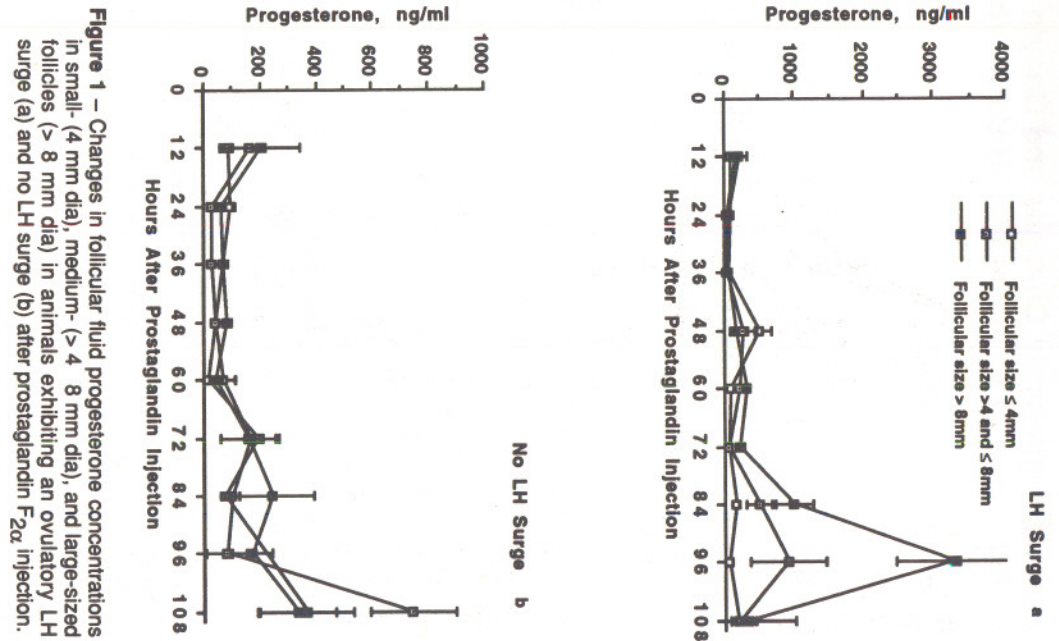 LH Surge a
Follicular size ≤ 4mm
Follicular size >4 and ≤ 8mm
Follicular size > 8mm
Progesterone, ng/ml
4000
3000
2000
1000
0
0 12 24 36 48 60 72 84 96 108
Hours After Prostaglandin Injection
No LH Surge b
Progesterone, ng/ml
1000
800
600
400
200
0
0 12 24 36 48 60 72 84 96 108
Hours After Prostaglandin Injection
Figure 1 – Changes in follicular fluid progesterone concentrations
in small- (4 mm dia), medium- (> 4 8 mm dia), and large-sized
follicles (> 8 mm dia) in animals exhibiting an ovulatory LH
surge (a) and no LH surge (b) after prostaglandin F2α injection.